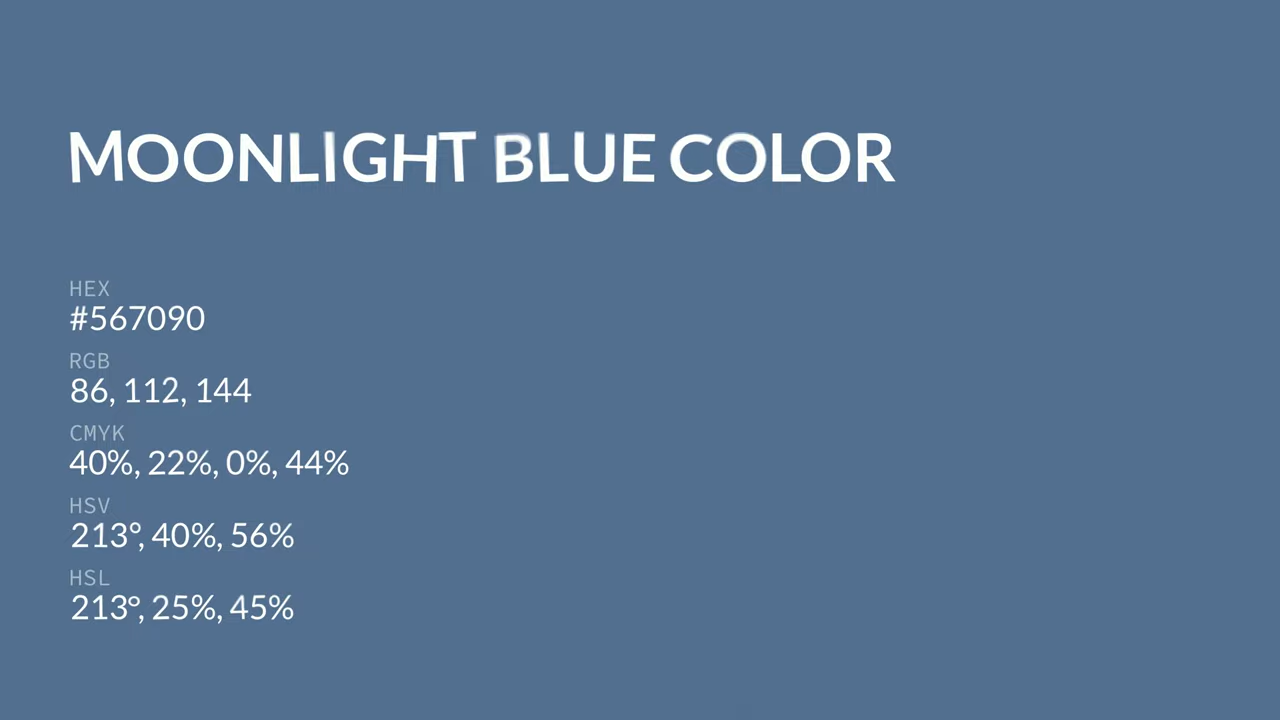 MOONLIGHT BLUE COLOR
HEX
#567090
RGB
86, 112, 144
CMYK
40%, 22%, 0%, 44%
HSV
213°, 40%, 56%
HSL
213°, 25%, 45%